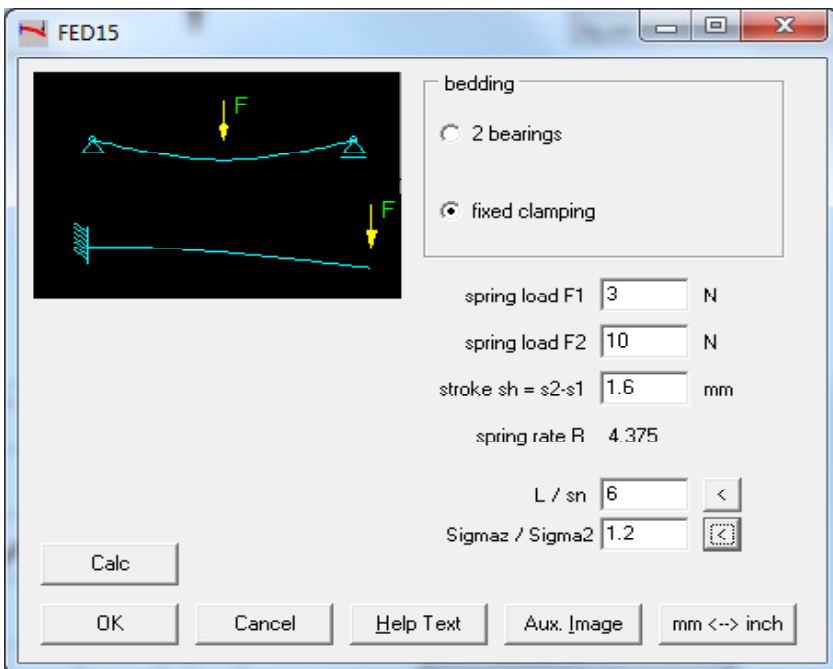 FED15
F
F
bedding
2 bearings
fixed clamping
spring load F1 3 N
spring load F2 10 N
stroke sh = s2-s1 1.6 mm
spring rate R 4.375
L / sn 6 <
Sigmaz / Sigma2 1.2 <
Calc
OK Cancel Help Text Aux. Image mm <--> inch